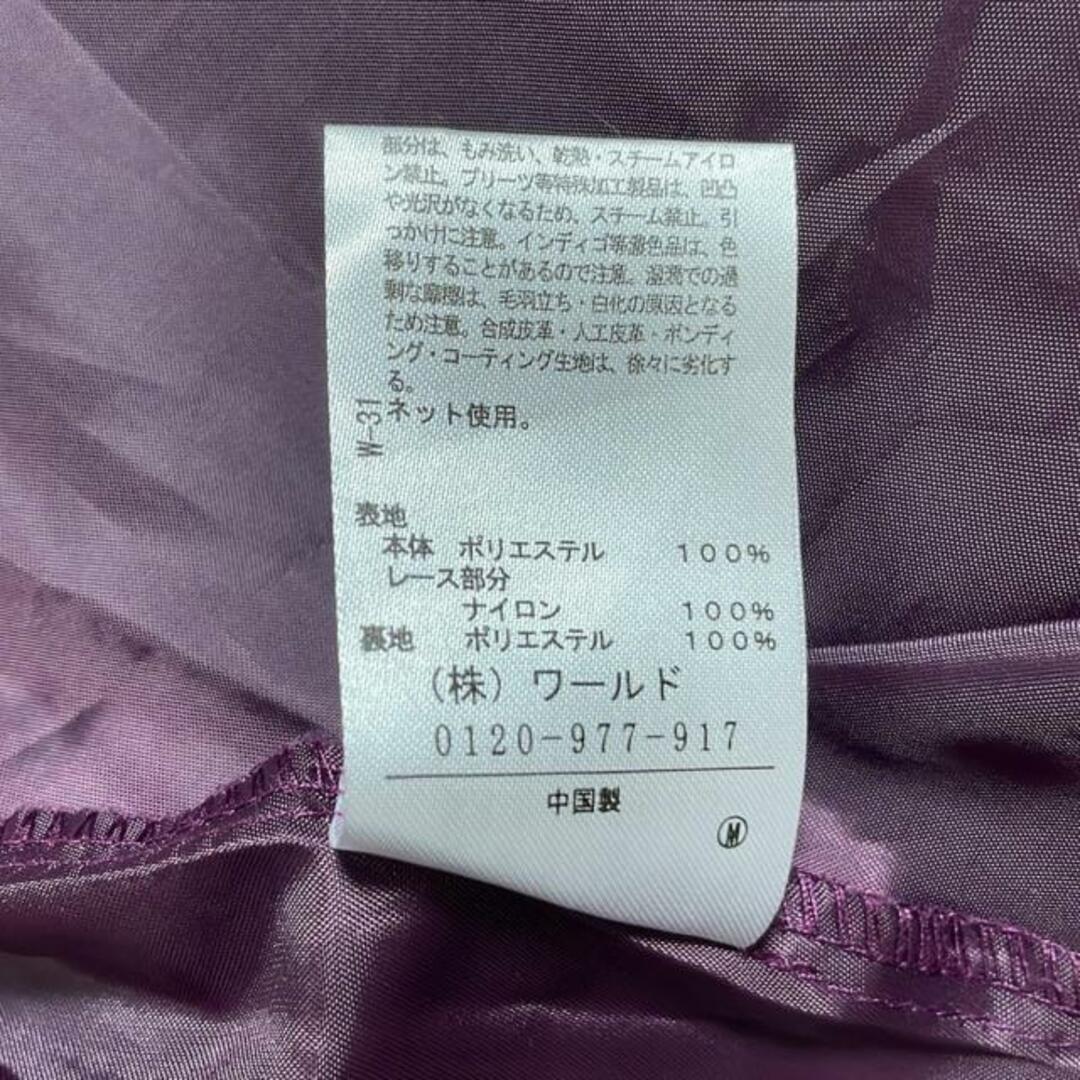 部分は、もみ洗い、乾熱・スチームアイロ
ン禁止。プリーツ等特殊加工製品は、凹凸
や光沢がなくなるため、スチーム禁止。引
っかけに注意。インディゴ等濃色品は、色
移りすることがあるので注意。湿潤での過
剰な摩擦は、毛羽立ち・白化の原因となる
ため注意。合成皮革・人工皮革・ボンディ
ング・コーティング生地は、徐々に劣化す
る。
W-31
ネット使用。
表地
本体 ポリエステル 100%
レース部分
ナイロン 100%
裏地 ポリエステル 100%
(株) ワールド
0120-977-917
中国製
M